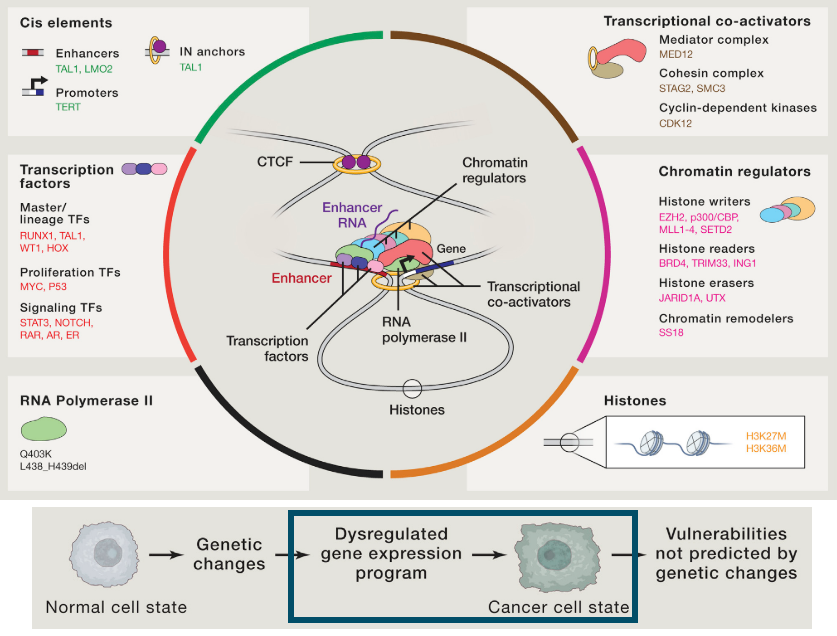 Cis elements
Enhancers
TAL1, LMO2
IN anchors
TAL1
Promoters
TERT
Transcriptional co-activators
Mediator complex
MED12
Cohesin complex
STAG2, SMC3
Cyclin-dependent kinases
CDK12
Transcription
factors
Master/
lineage TFs
RUNX1, TAL1,
WT1, HOX
Proliferation TFs
MYC, P53
Signaling TFs
STAT3, NOTCH,
RAR, AR, ER
CTCF
Chromatin
regulators
Enhancer
RNA
Gene
Enhancer
Transcriptional
co-activators
RNA
polymerase II
Transcription
factors
Histones
Chromatin regulators
Histone writers
EZH2, p300/CBP,
MLL1-4, SETD2
Histone readers
BRD4, TRIM33, ING1
Histone erasers
JARID1A, UTX
Chromatin remodelers
SS18
RNA Polymerase II
Q403K
L438_H439del
Histones
H3K27M
H3K36M
Normal cell state
Genetic
changes
Dysregulated
gene expression
program
Cancer cell state
Vulnerabilities
not predicted by
genetic changes